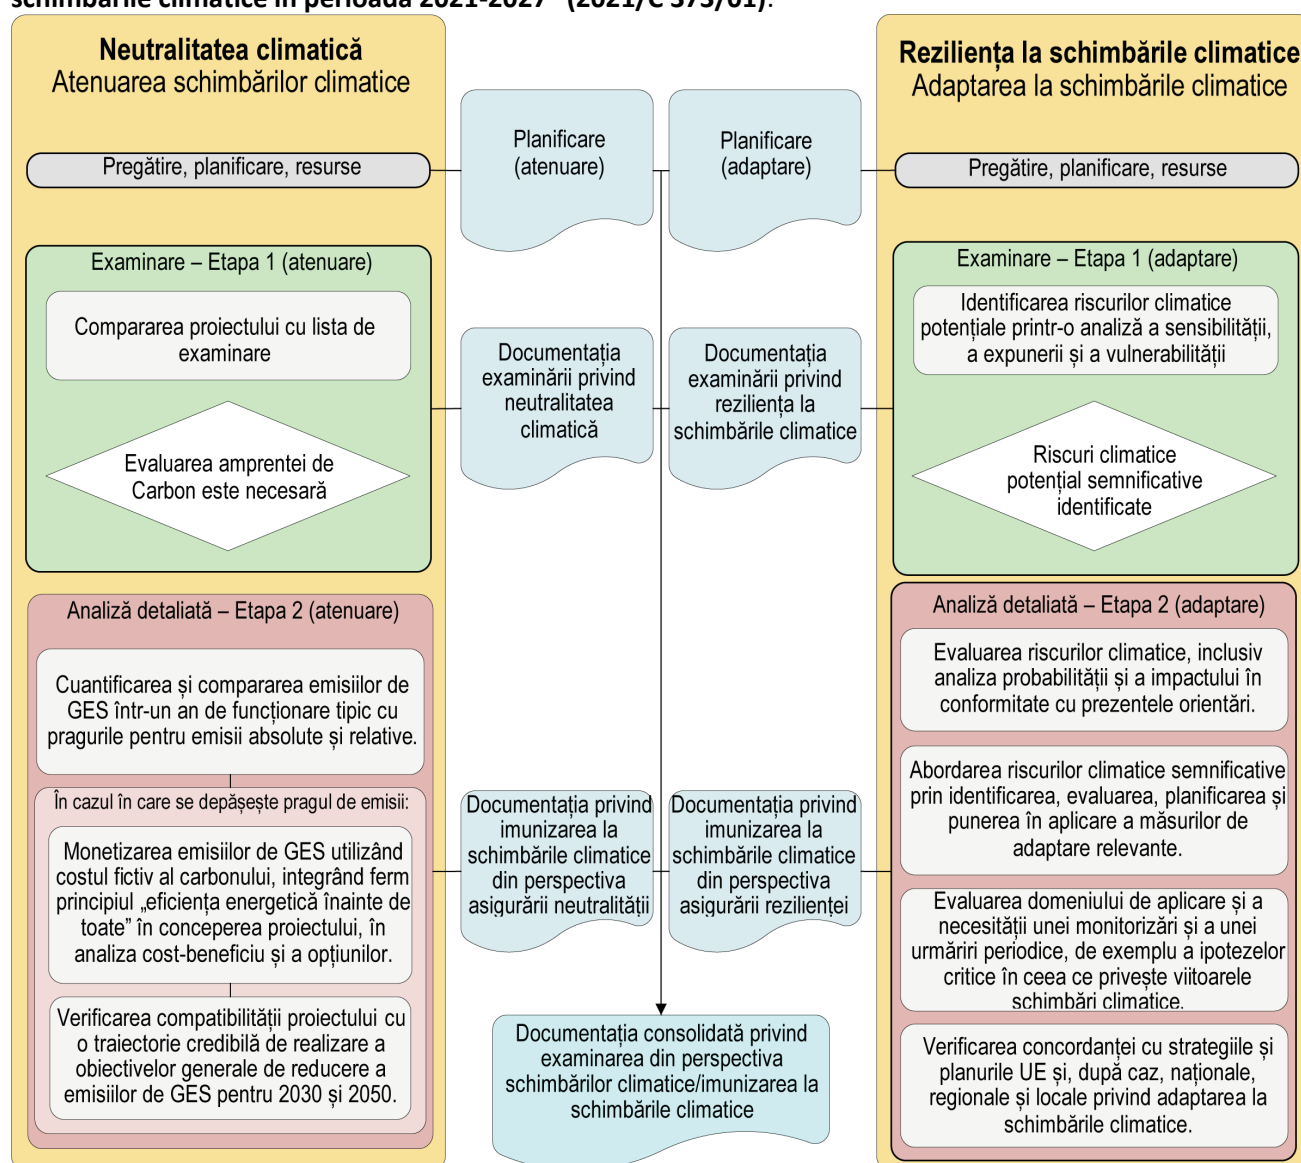 schimbările climatice în perioada 2021-2027” (2021/C 373/01).
Neutralitatea climatică
Atenuarea schimbărilor climatice
Pregătire, planificare, resurse
Examinare – Etapa 1 (atenuare)
Compararea proiectului cu lista de
examinare
Evaluarea amprentei de
Carbon este necesară
Analiză detaliată – Etapa 2 (atenuare)
Cuantificarea și compararea emisiilor de
GES într-un an de funcționare tipic cu
pragurile pentru emisii absolute și relative.
În cazul în care se depășește pragul de emisii:
Monetizarea emisiilor de GES utilizând
costul fictiv al carbonului, integrând ferm
principiul „eficiența energetică înainte de
toate” în conceperea proiectului, în
analiza cost-beneficiu și a opțiunilor.
Verificarea compatibilității proiectului cu
o traiectorie credibilă de realizare a
obiectivelor generale de reducere a
emisiilor de GES pentru 2030 și 2050.
Planificare
(atenuare)
Planificare
(adaptare)
Documentația
examinării privind
neutralitatea
climatică
Documentația
examinării privind
reziliența la
schimbările climatice
Documentația privind
imunizarea la
schimbările climatice
din perspectiva
asigurării neutralității
Documentația privind
imunizarea la
schimbările climatice
din perspectiva
asigurării rezilienței
Documentația consolidată privind
examinarea din perspectiva
schimbărilor climatice/imunizarea la
schimbările climatice
Reziliența la schimbările climatice
Adaptarea la schimbările climatice
Pregătire, planificare, resurse
Examinare – Etapa 1 (adaptare)
Identificarea riscurilor climatice
potențiale printr-o analiză a sensibilității,
a expunerii și a vulnerabilității
Riscuri climatice
potențial semnificative
identificate
Analiză detaliată – Etapa 2 (adaptare)
Evaluarea riscurilor climatice, inclusiv
analiza probabilității și a impactului în
conformitate cu prezentele orientări.
Abordarea riscurilor climatice semnificative
prin identificarea, evaluarea, planificarea și
punerea în aplicare a măsurilor de
adaptare relevante.
Evaluarea domeniului de aplicare și a
necesității unei monitorizări și a unei
urmăriri periodice, de exemplu a ipotezelor
critice în ceea ce privește viitoarele
schimbări climatice.
Verificarea concordanței cu strategiile și
planurile UE și, după caz, naționale,
regionale și locale privind adaptarea la
schimbările climatice.